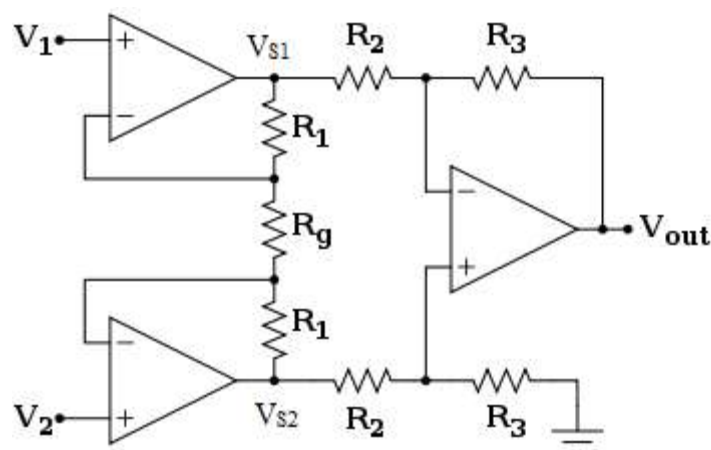 V1
+
VS1
R2
R3
−
R1
Rg
−
+
Vout
R1
−
V2
+
VS2
R2
R3